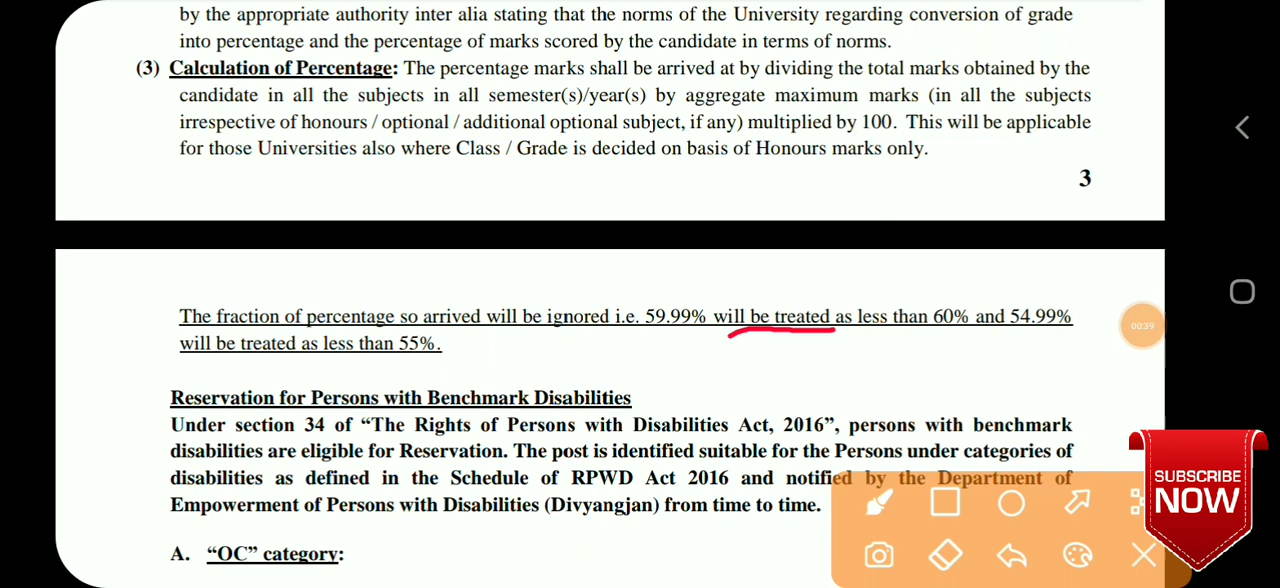 by the appropriate authority inter alia stating that the norms of the University regarding conversion of grade
into percentage and the percentage of marks scored by the candidate in terms of norms.
(3) Calculation of Percentage: The percentage marks shall be arrived at by dividing the total marks obtained by the
candidate in all the subjects in all semester(s)/year(s) by aggregate maximum marks (in all the subjects
irrespective of honours / optional / additional optional subject, if any) multiplied by 100. This will be applicable
for those Universities also where Class / Grade is decided on basis of Honours marks only.
3
The fraction of percentage so arrived will be ignored i.e. 59.99% will be treated as less than 60% and 54.99%
will be treated as less than 55%.
00:39
Reservation for Persons with Benchmark Disabilities
Under section 34 of “The Rights of Persons with Disabilities Act, 2016”, persons with benchmark
disabilities are eligible for Reservation. The post is identified suitable for the Persons under categories of
disabilities as defined in the Schedule of RPWD Act 2016 and notified by the Department of
Empowerment of Persons with Disabilities (Divyangjan) from time to time.
A. “OC” category:
SUBSCRIBE
NOW